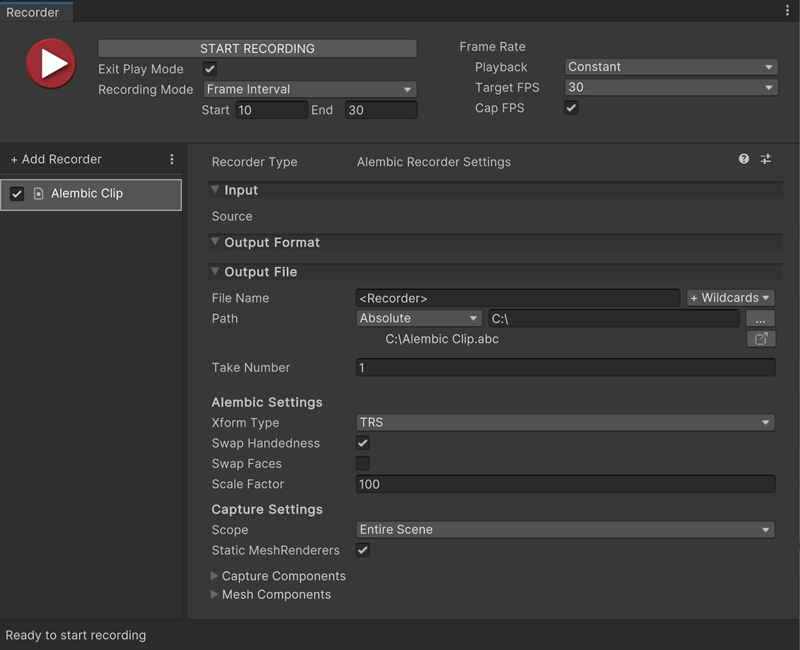 Recorder
START RECORDING
Exit Play Mode
Recording Mode Frame Interval
Start 10 End 30
Frame Rate
Playback Constant
Target FPS 30
Cap FPS
+ Add Recorder
Alembic Clip
Recorder Type Alembic Recorder Settings
Input
Source
Output Format
Output File
File Name <Recorder> + Wildcards
Path Absolute C:\ ...
C:\Alembic Clip.abc
Take Number 1
Alembic Settings
Xform Type TRS
Swap Handedness
Swap Faces
Scale Factor 100
Capture Settings
Scope Entire Scene
Static MeshRenderers
Capture Components
Mesh Components
Ready to start recording